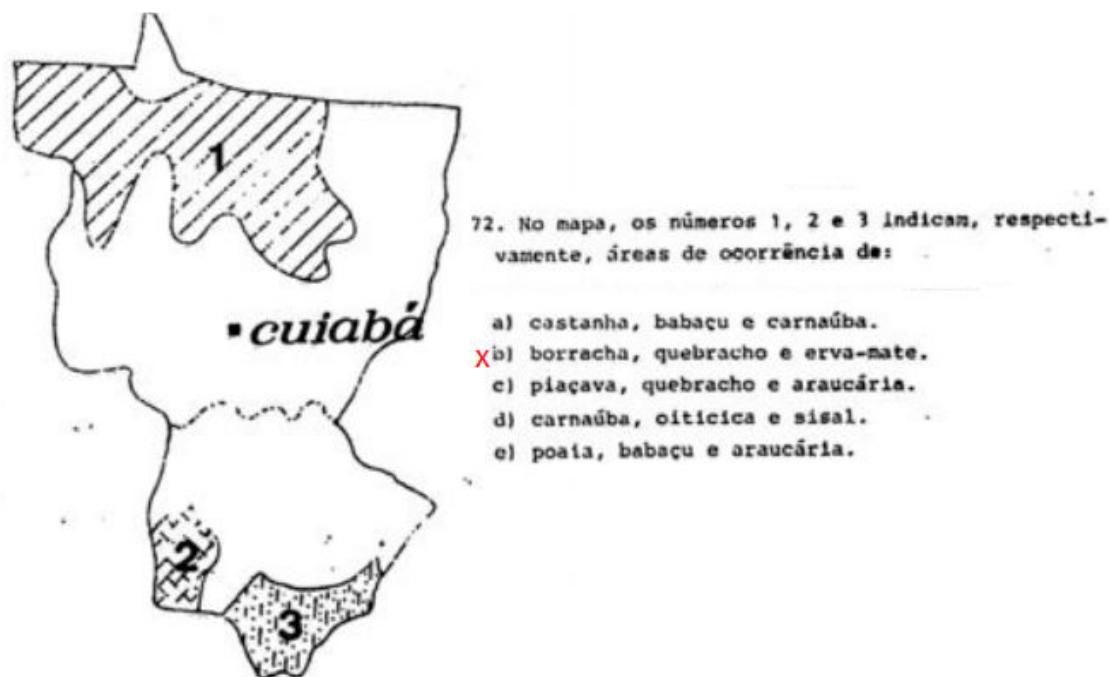 1
cuiabá
2
3
72. No mapa, os números 1, 2 e 3 indicam, respecti-
vamente, áreas de ocorrência de:
a) castanha, babaçu e carnaúba.
X b) borracha, quebracho e erva-mate.
c) piaçava, quebracho e araucária.
d) carnaúba, oiticica e sisal.
e) poaia, babaçu e araucária.